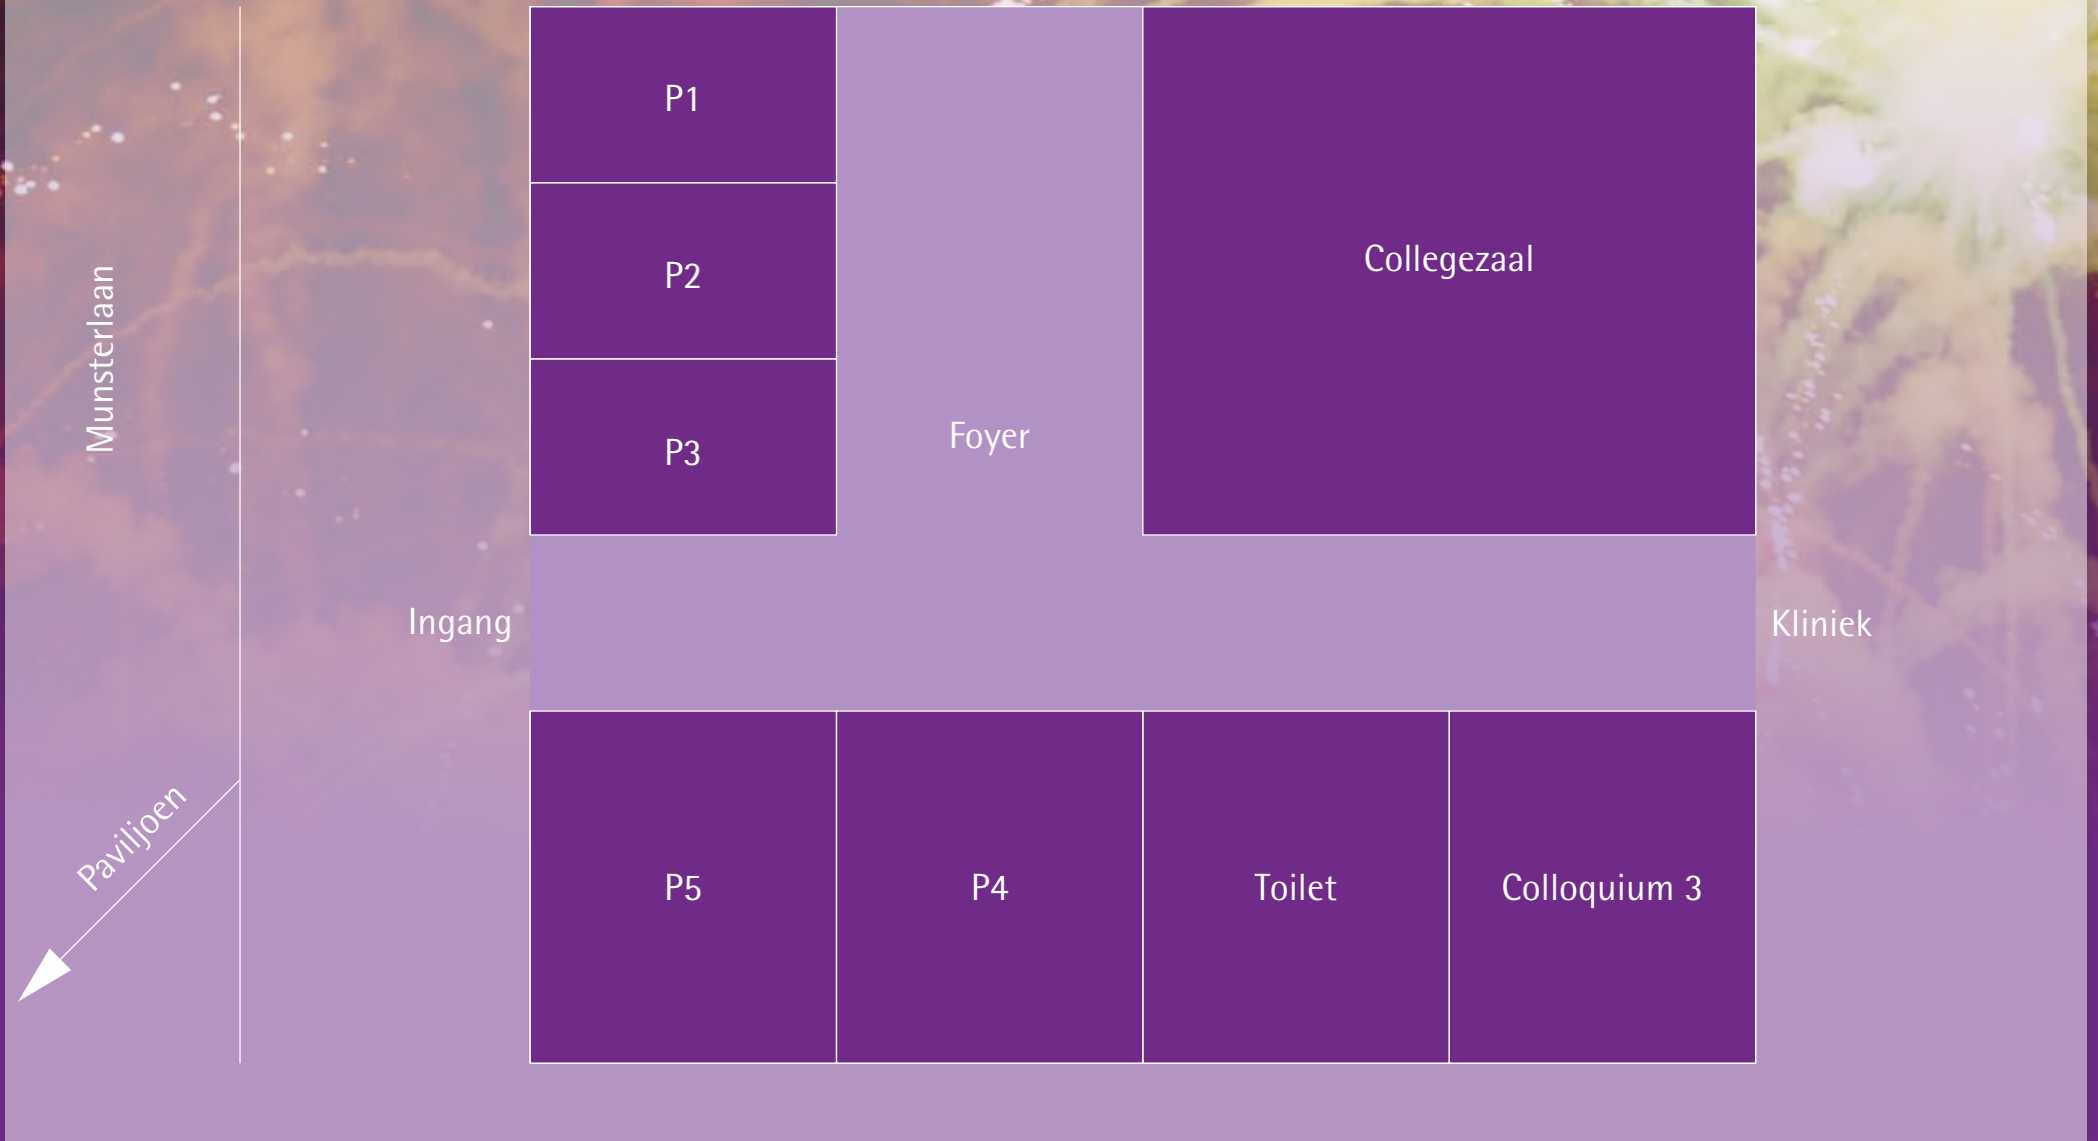 P1
P2
Collegezaal
Munsterlaan
P3
Foyer
Ingang
Kliniek
Paviljoen
P5
P4
Toilet
Colloquium 3